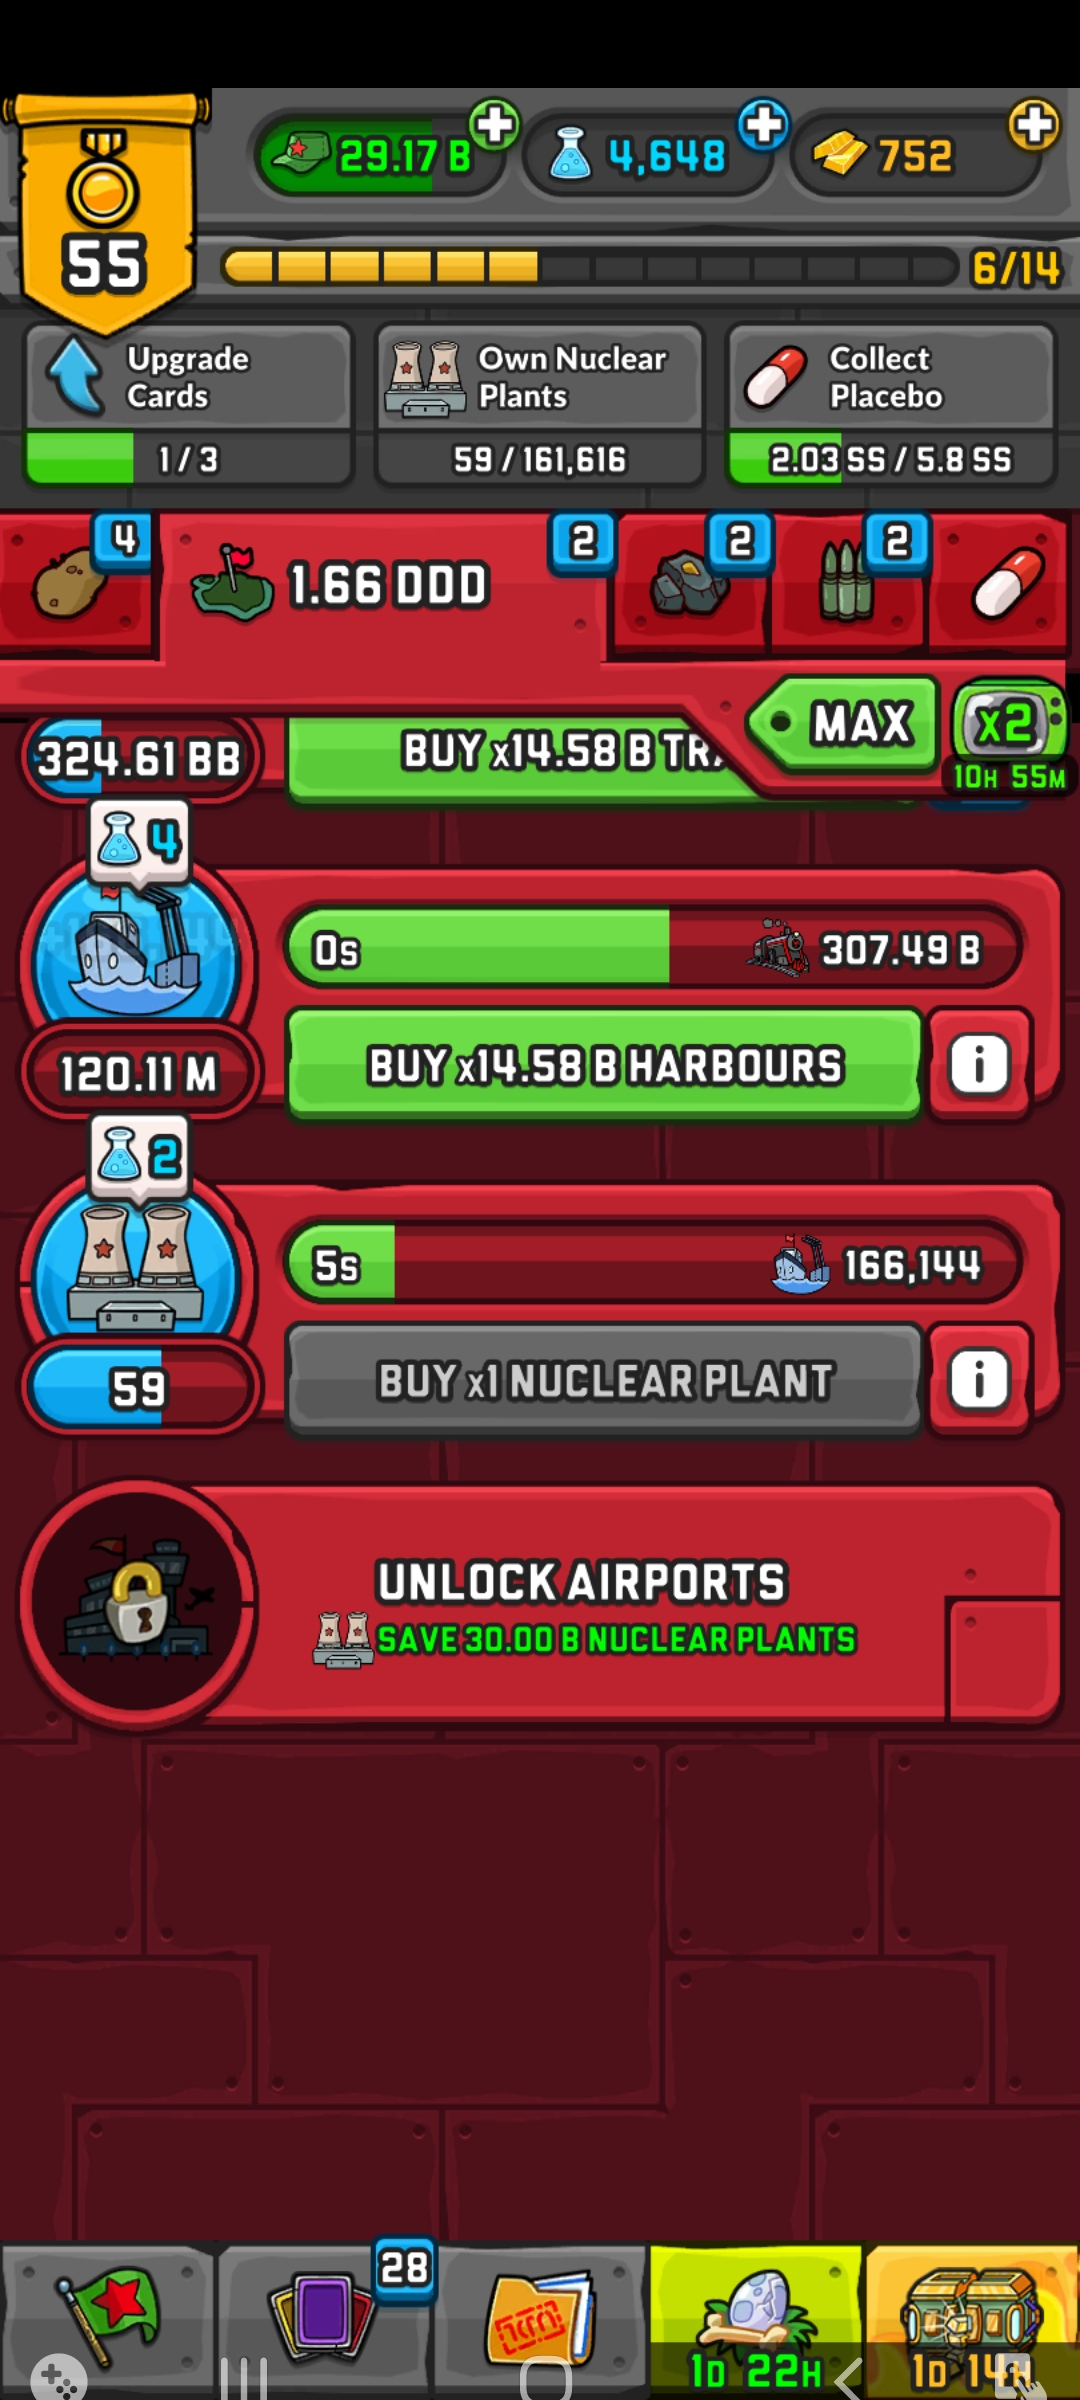 29.17 B
4,648
752
55
6/14
Upgrade
Cards
Own Nuclear
Plants
Collect
Placebo
1 / 3
59 / 161,616
2.03 SS / 5.8 SS
4
1.66 DDD
2
2
2
MAX
x2
10H 55M
324.61 BB
BUY x14.58 B
4
0s
307.49 B
120.11 M
BUY x14.58 B HARBOURS
i
2
5s
166,144
59
BUY x1 NUCLEAR PLANT
i
UNLOCK AIRPORTS
SAVE 30.00 B NUCLEAR PLANTS
28
1D 22H
1D 14H